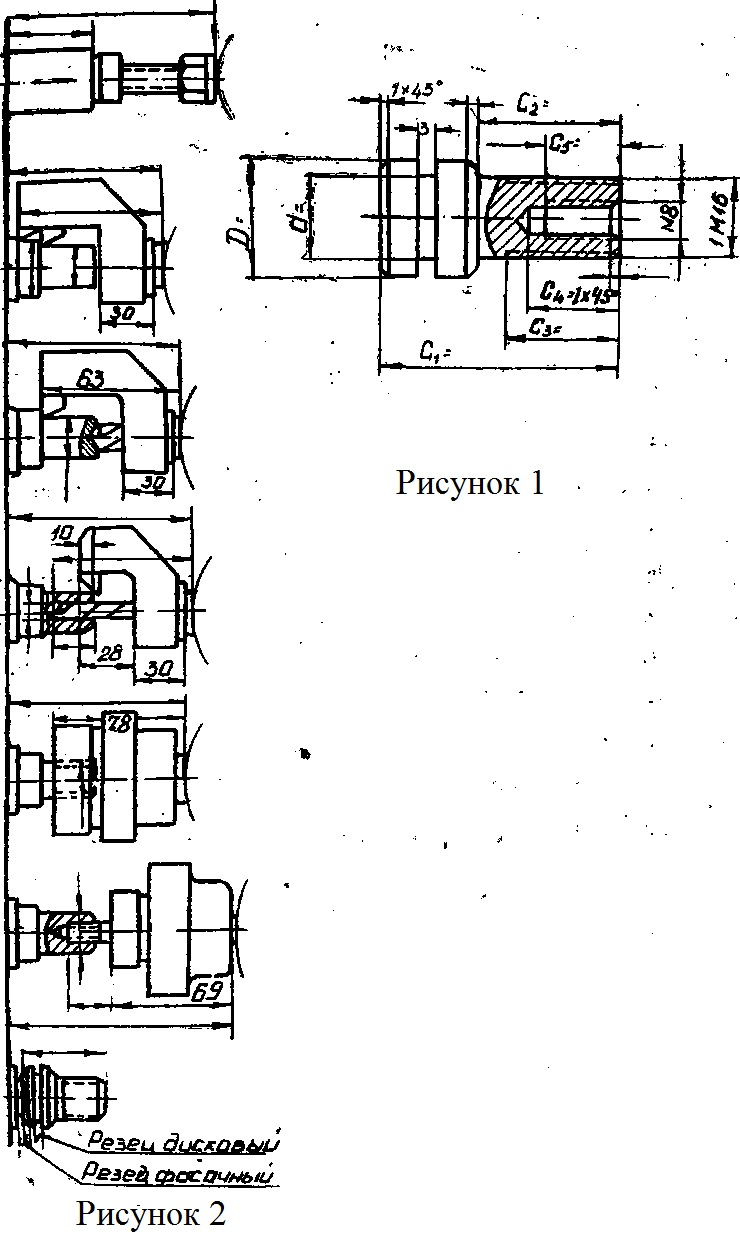 1×45°
C₂=
3
C₅=
D=
d=
M8
1M16
C₄=1×45°
C₃=
C₁=
Рисунок 1
30
63
30
10
28
30
78
69
Резец дисковый
Резец фасочный
Рисунок 2